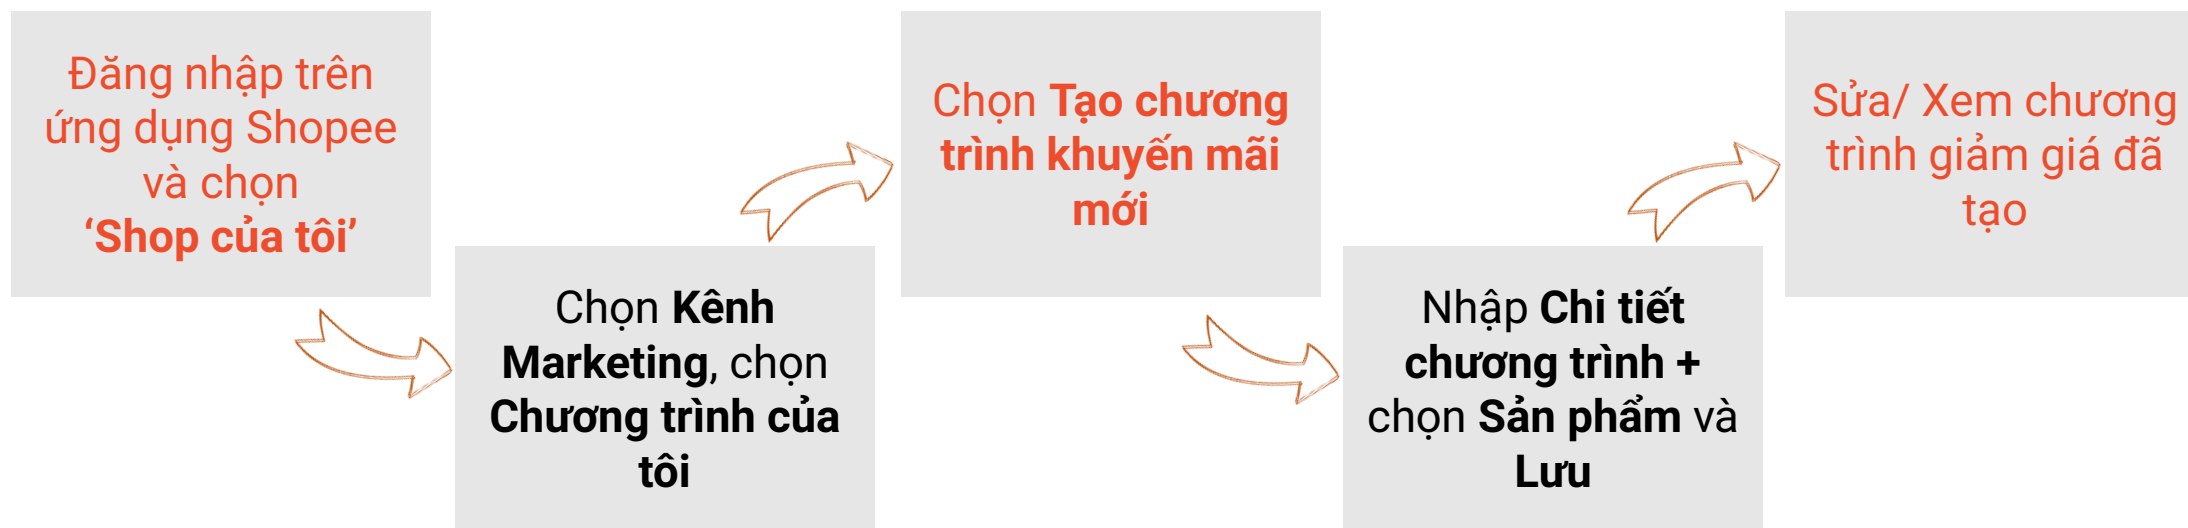 Đăng nhập trên
ứng dụng Shopee
và chọn
‘Shop của tôi’
Chọn Kênh
Marketing, chọn
Chương trình của
tôi
Chọn Tạo chương
trình khuyến mãi
mới
Nhập Chi tiết
chương trình +
chọn Sản phẩm và
Lưu
Sửa/ Xem chương
trình giảm giá đã
tạo